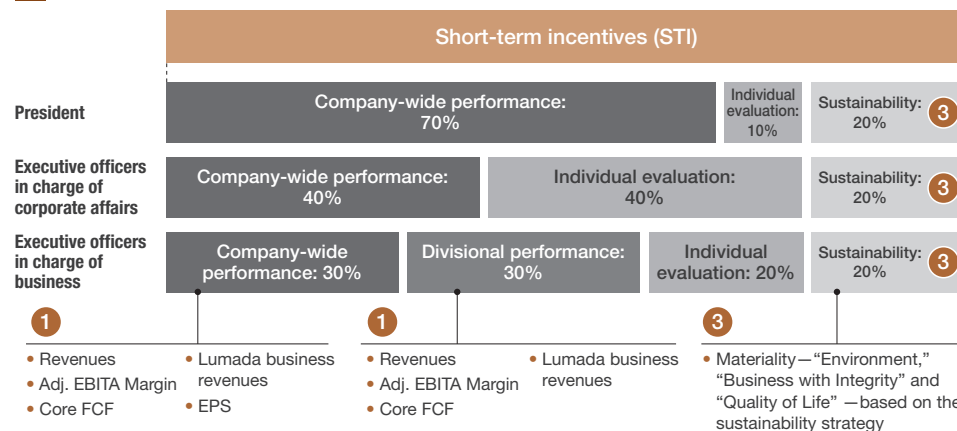 Short-term incentives (STI)
President
Company-wide performance:
70%
Individual
evaluation:
10%
Sustainability:
20%
3
Executive officers
in charge of
corporate affairs
Company-wide performance:
40%
Individual evaluation:
40%
Sustainability:
20%
3
Executive officers
in charge of
business
Company-wide
performance: 30%
Divisional performance:
30%
Individual
evaluation: 20%
Sustainability:
20%
3
1
• Revenues
• Adj. EBITA Margin
• Core FCF
• Lumada business
revenues
• EPS
1
• Revenues
• Adj. EBITA Margin
• Core FCF
• Lumada business
revenues
3
• Materiality—“Environment,”
“Business with Integrity” and
“Quality of Life” —based on the
sustainability strategy